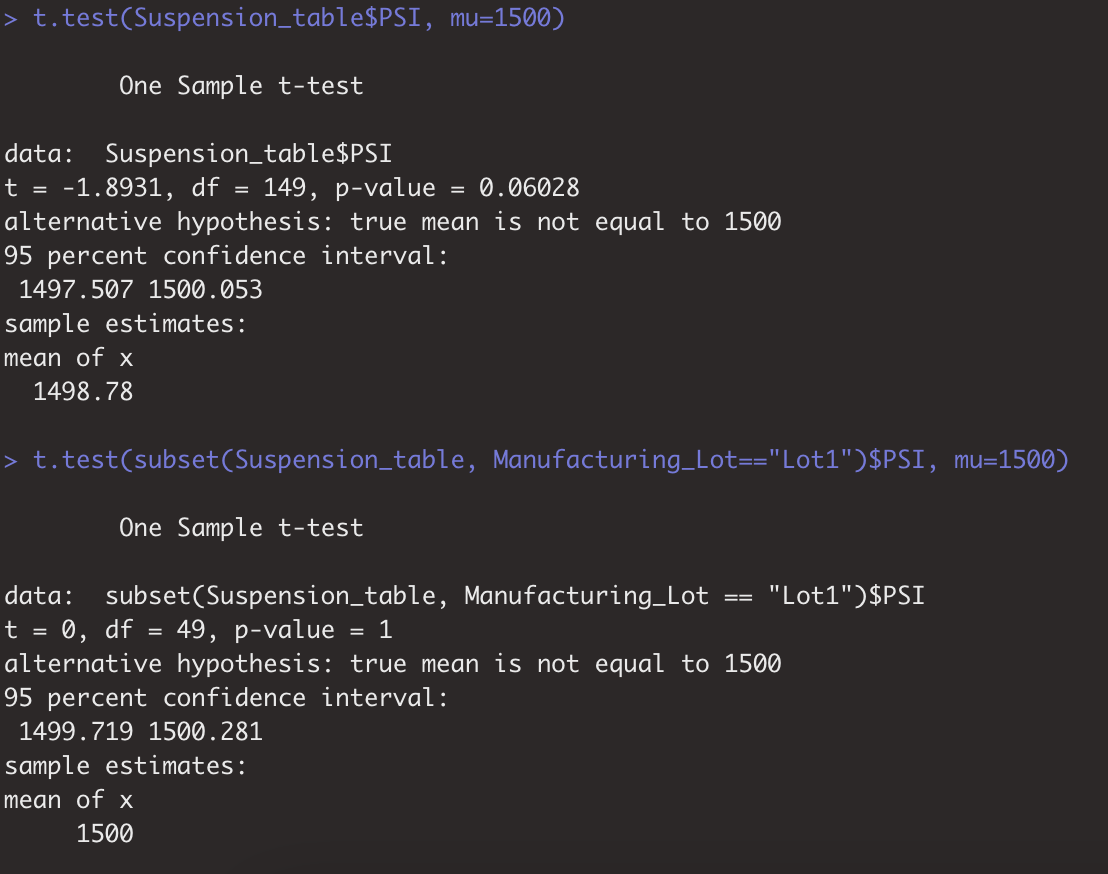 > t.test(Suspension_table$PSI, mu=1500)
One Sample t-test
data:  Suspension_table$PSI
t = -1.8931, df = 149, p-value = 0.06028
alternative hypothesis: true mean is not equal to 1500
95 percent confidence interval:
 1497.507 1500.053
sample estimates:
mean of x
  1498.78
> t.test(subset(Suspension_table, Manufacturing_Lot=="Lot1")$PSI, mu=1500)
One Sample t-test
data:  subset(Suspension_table, Manufacturing_Lot == "Lot1")$PSI
t = 0, df = 49, p-value = 1
alternative hypothesis: true mean is not equal to 1500
95 percent confidence interval:
 1499.719 1500.281
sample estimates:
mean of x
     1500